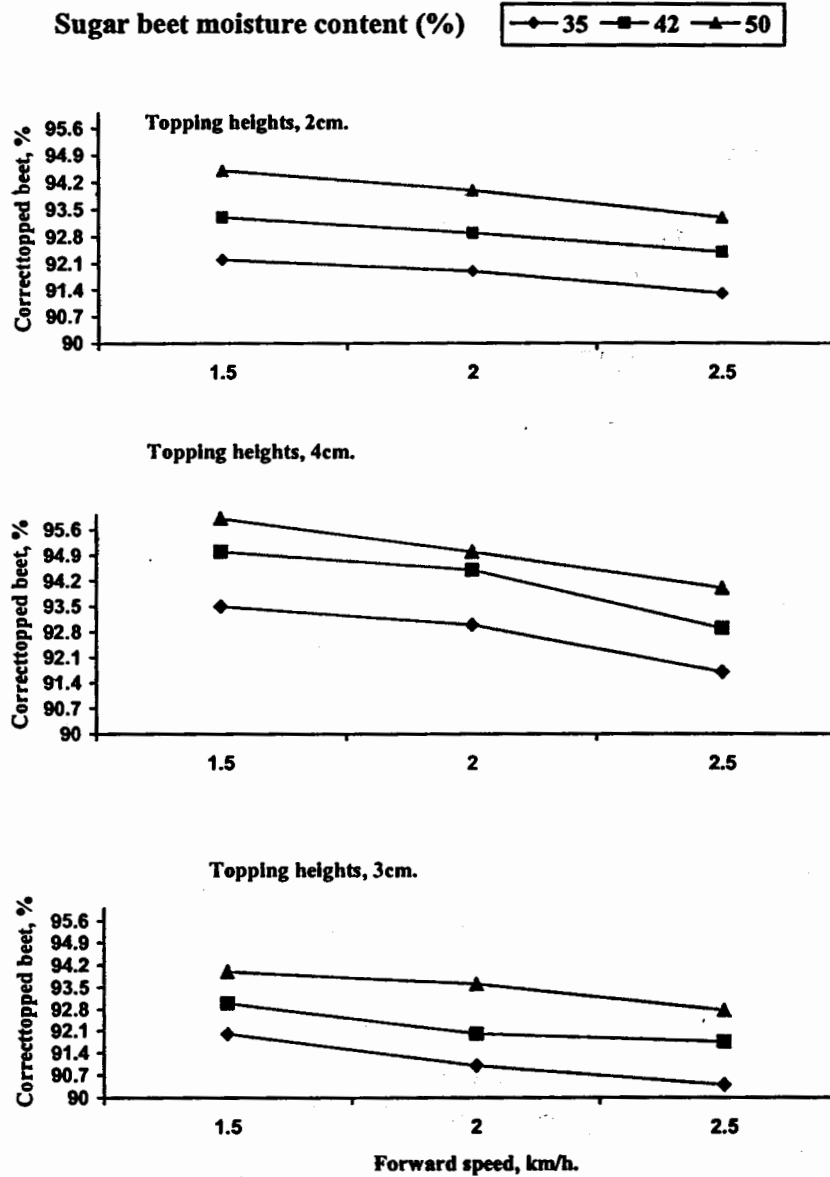 Sugar beet moisture content (%)
35 42 50
Topping heights, 2cm.
Correcttopped beet, %
95.6
94.9
94.2
93.5
92.8
92.1
91.4
90.7
90
1.5 2 2.5
Topping heights, 4cm.
Correcttopped beet, %
95.6
94.9
94.2
93.5
92.8
92.1
91.4
90.7
90
1.5 2 2.5
Topping heights, 3cm.
Correcttopped beet, %
95.6
94.9
94.2
93.5
92.8
92.1
91.4
90.7
90
1.5 2 2.5
Forward speed, km/h.